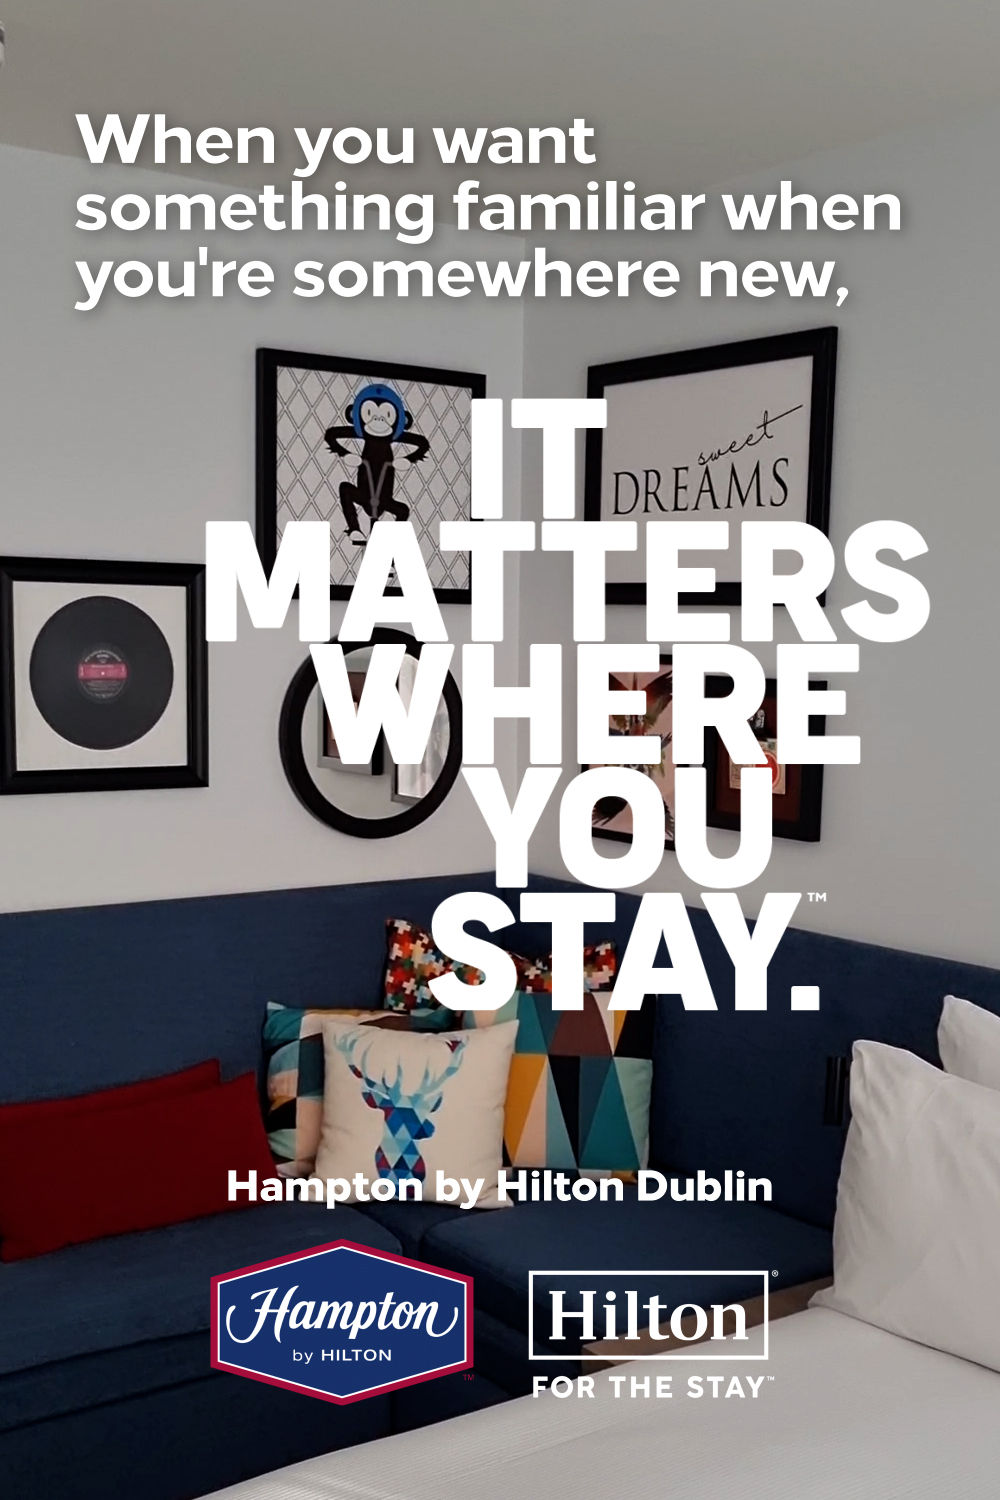 When you want
something familiar when
you're somewhere new,
sweet
DREAMS
IT
MATTERS
WHERE
YOU
STAY.™
Hampton by Hilton Dublin
Hampton
by HILTON
™
Hilton
®
FOR THE STAY™